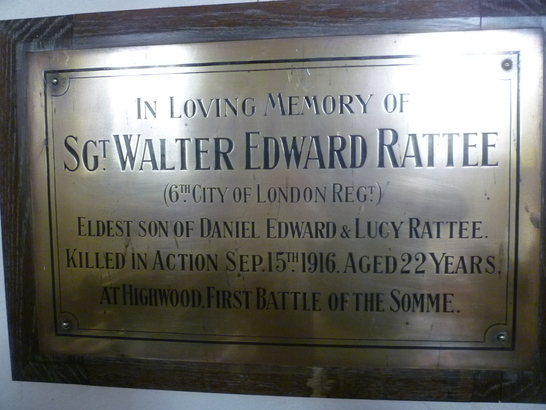 IN LOVING MEMORY OF
SGT WALTER EDWARD RATTEE
(6TH CITY OF LONDON REGT)
ELDEST SON OF DANIEL EDWARD & LUCY RATTEE.
KILLED IN ACTION SEP. 15TH 1916. AGED 22 YEARS,
AT HIGHWOOD. FIRST BATTLE OF THE SOMME.